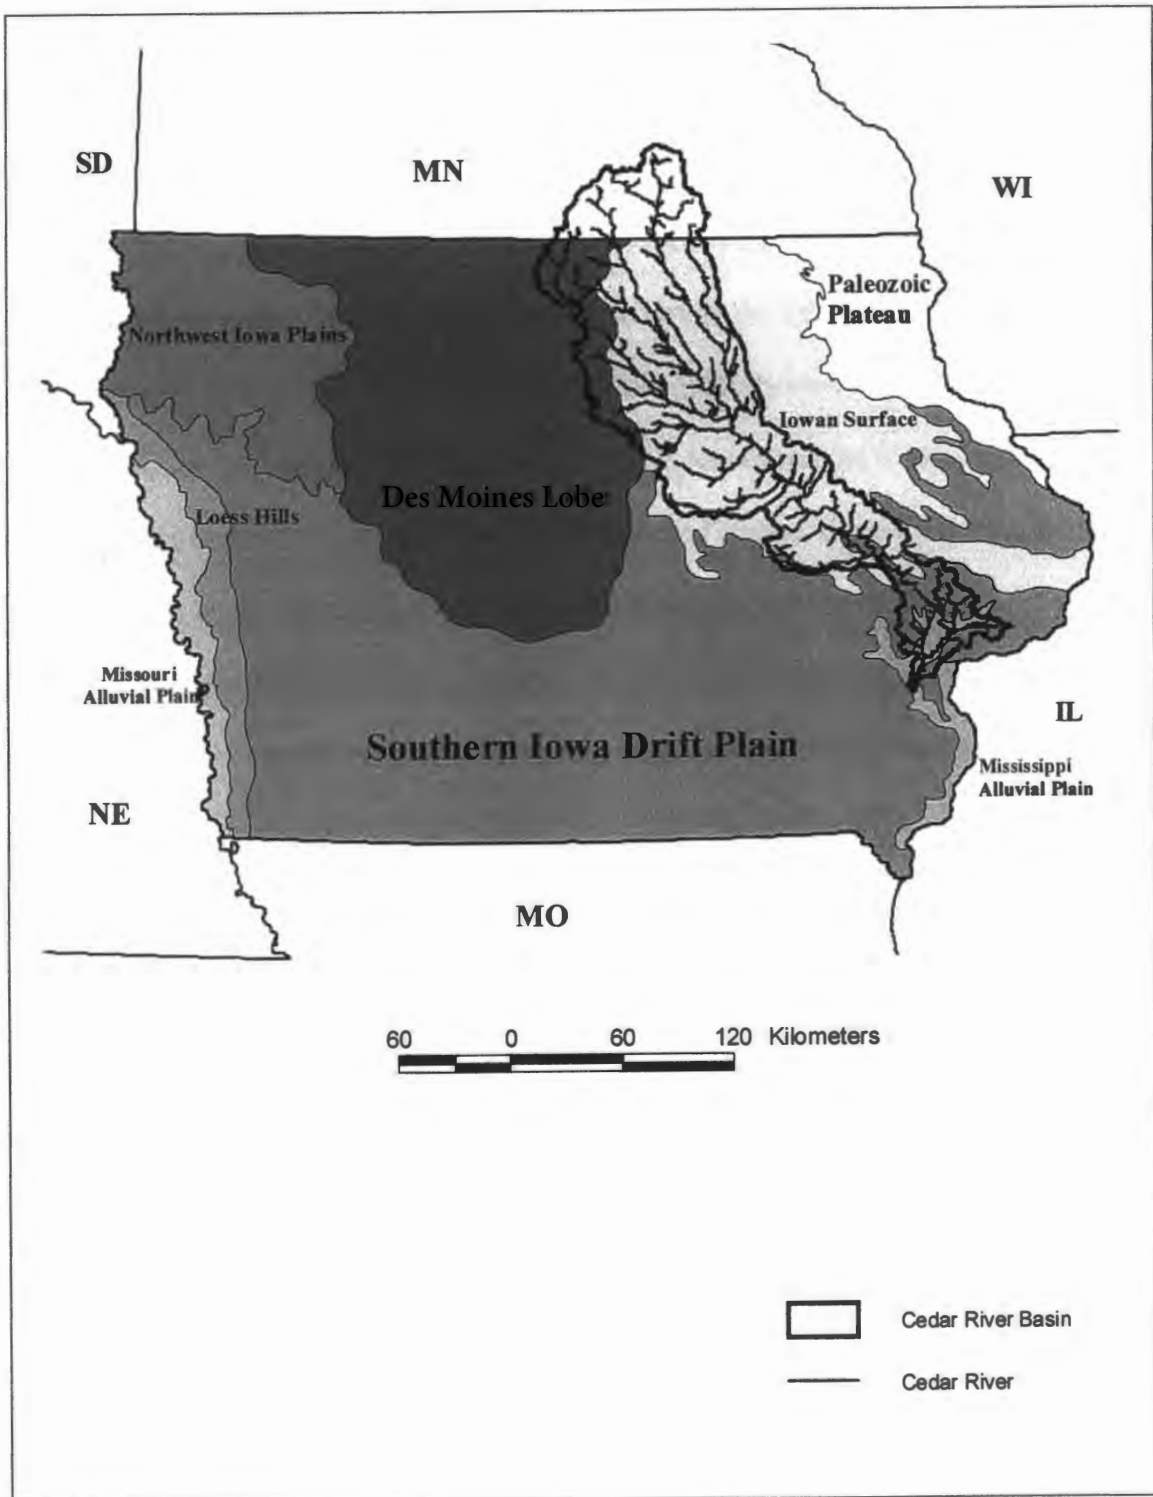 SD
MN
WI
Paleozoic
Plateau
Northwest Iowa Plains
Iowan Surface
Des Moines Lobe
Loess Hills
Missouri
Alluvial Plain
IL
Southern Iowa Drift Plain
Mississippi
Alluvial Plain
NE
MO
60 0 60 120 Kilometers
Cedar River Basin
Cedar River